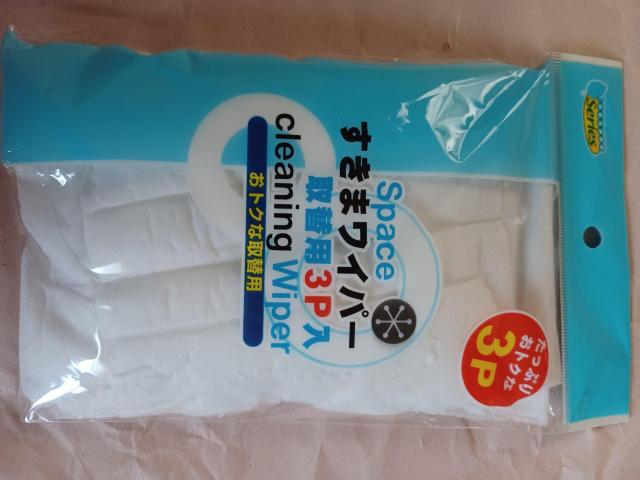 Series
たっぷり
おトクな
3P
すきまワイパー
Space
取替用3P入
cleaning Wiper
おトクな取替用